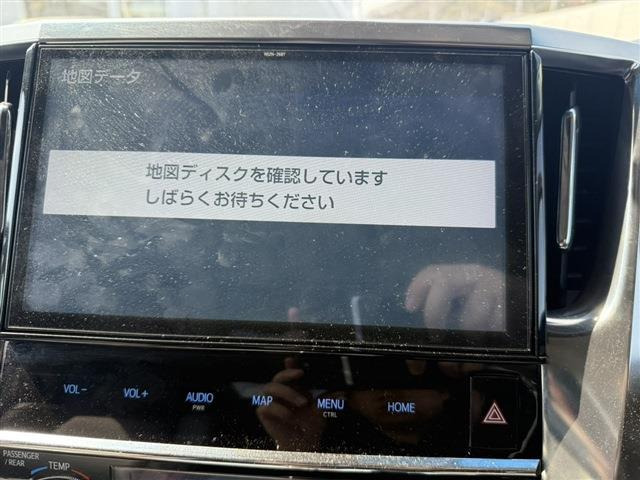 NSZN-Z68T
地図データ
地図ディスクを確認しています
しばらくお待ちください
VOL-
VOL+
AUDIO
PWR
MAP
MENU
CTRL
HOME
PASSENGER
/REAR
TEMP